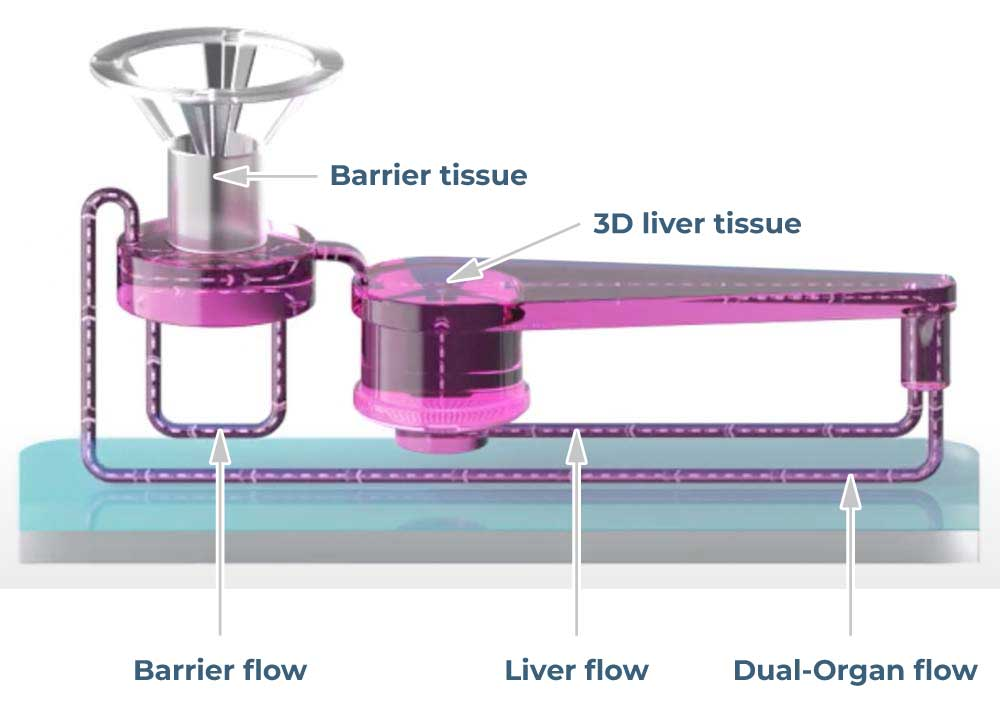 Barrier tissue
3D liver tissue
Barrier flow
Liver flow
Dual-Organ flow